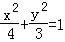 x²/4 + y²/3 = 1